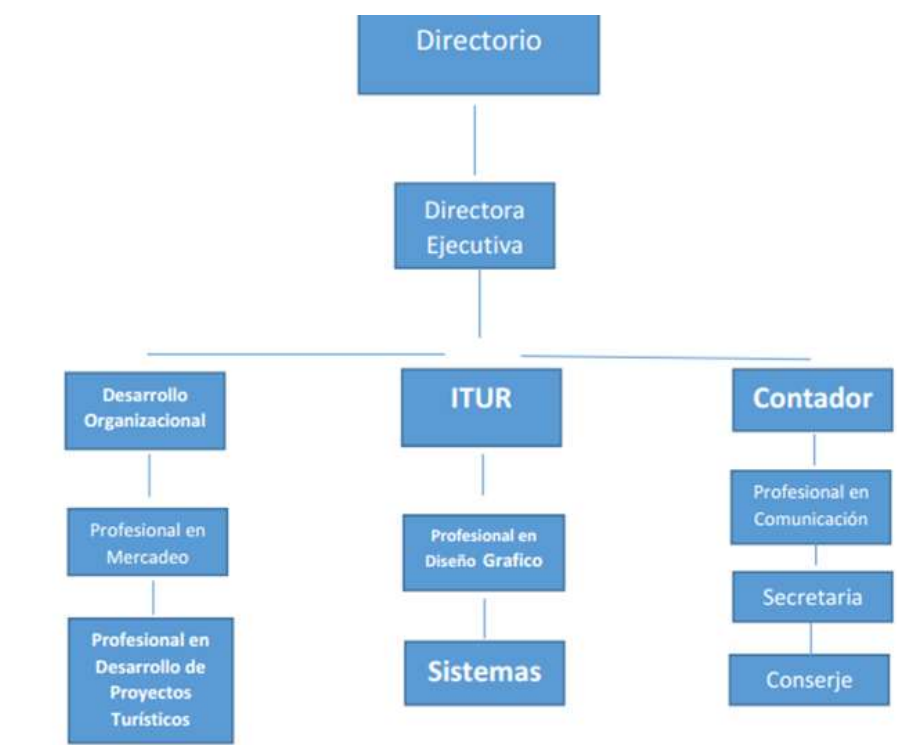 Directorio
Directora
Ejecutiva
Desarrollo
Organizacional
ITUR
Contador
Profesional en
Mercadeo
Profesional en
Diseño Grafico
Profesional en
Comunicación
Profesional en
Desarrollo de
Proyectos
Turísticos
Sistemas
Secretaria
Conserje